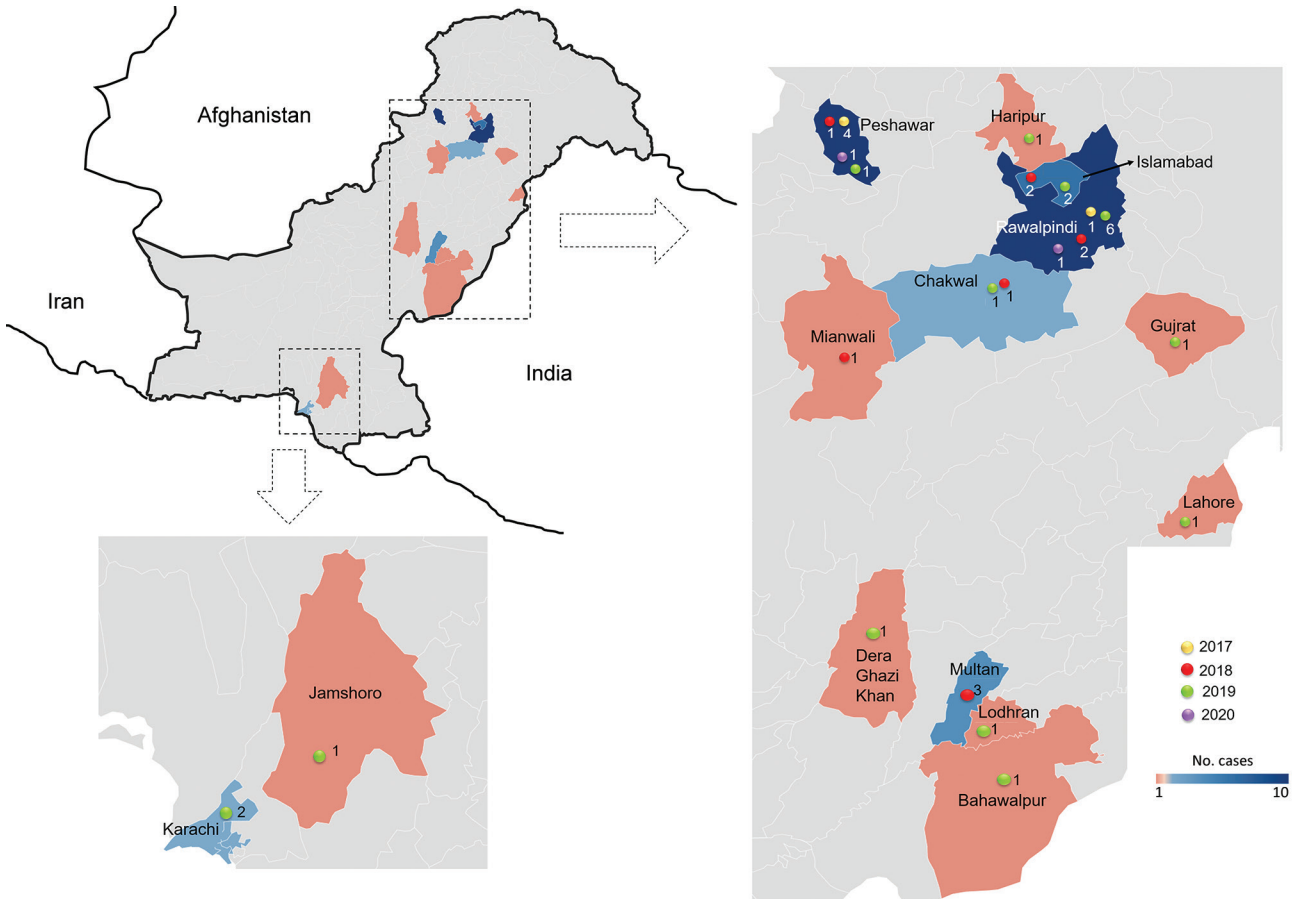 Afghanistan
Iran
India
Peshawar
1
4
1
1
Haripur
1
Islamabad
2
2
Rawalpindi
1
6
2
1
Chakwal
1
1
Mianwali
1
Gujrat
1
Lahore
1
1
Dera
Ghazi
Khan
Multan
3
Lodhran
1
1
Bahawalpur
2017
2018
2019
2020
No. cases
1
10
Jamshoro
1
2
Karachi